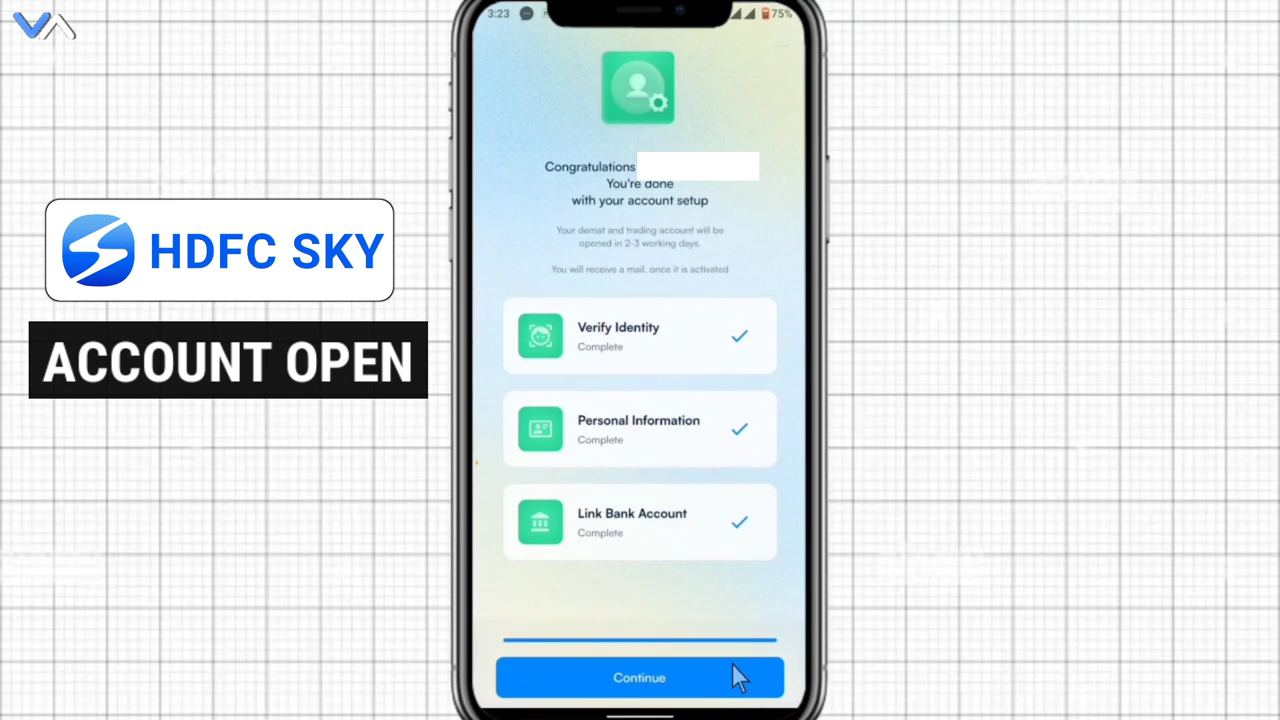 VA
HDFC SKY
ACCOUNT OPEN
3:23
75%
Congratulations
You're done
with your account setup
Your demat and trading account will be
opened in 2-3 working days.
You will receive a mail, once it is activated
Verify Identity
Complete
Personal Information
Complete
Link Bank Account
Complete
Continue